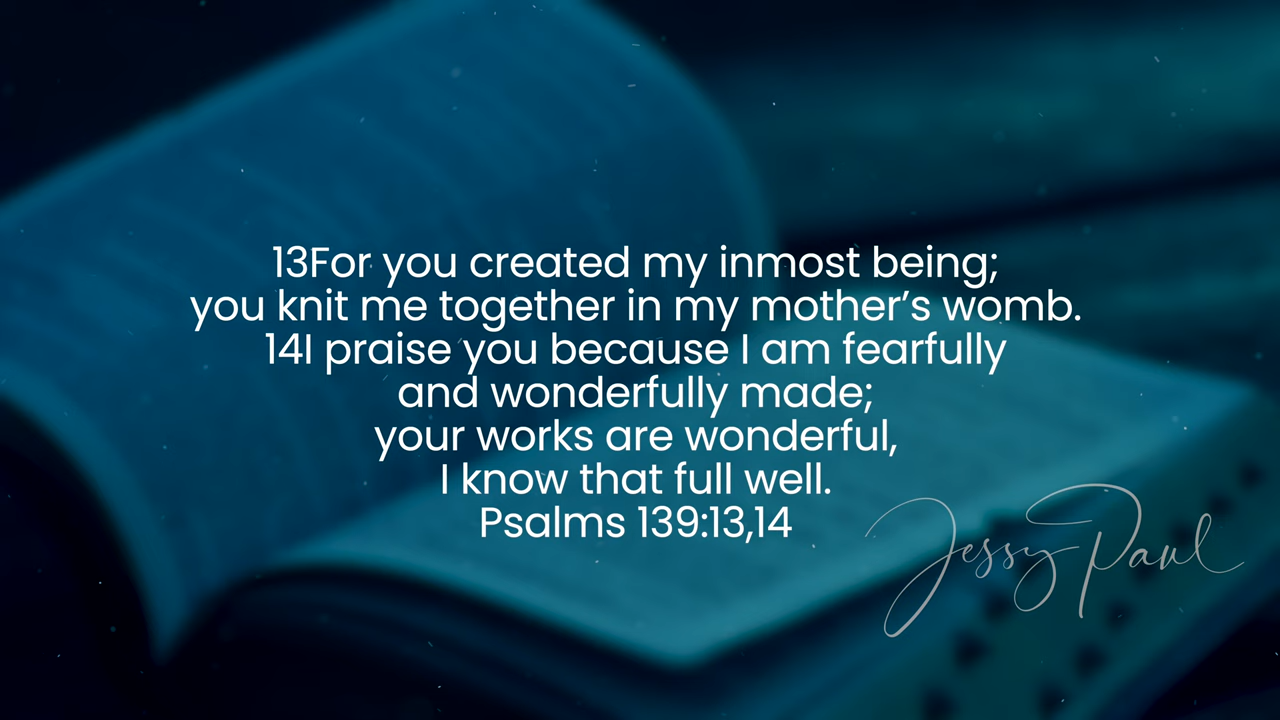 13For you created my inmost being;
you knit me together in my mother’s womb.
14I praise you because I am fearfully
and wonderfully made;
your works are wonderful,
I know that full well.
Psalms 139:13,14
Jessy Paul